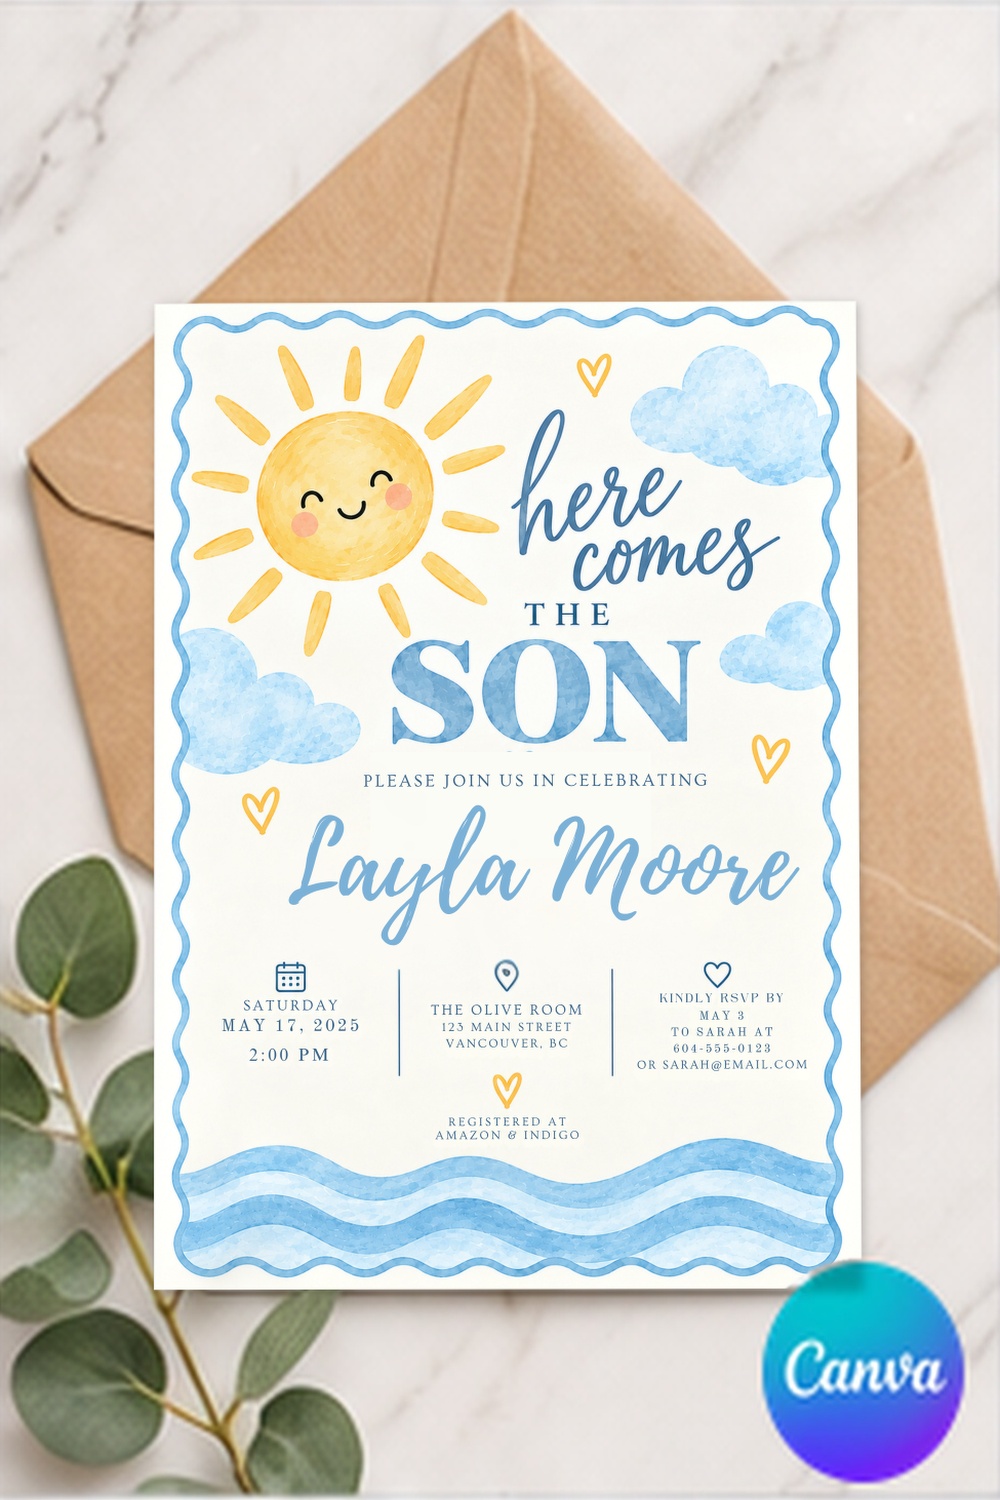 here
comes
THE
SON
PLEASE JOIN US IN CELEBRATING
Layla Moore
SATURDAY
MAY 17, 2025
2:00 PM
THE OLIVE ROOM
123 MAIN STREET
VANCOUVER, BC
KINDLY RSVP BY
MAY 3
TO SARAH AT
604-555-0123
OR SARAH@EMAIL.COM
REGISTERED AT
AMAZON & INDIGO
Canva